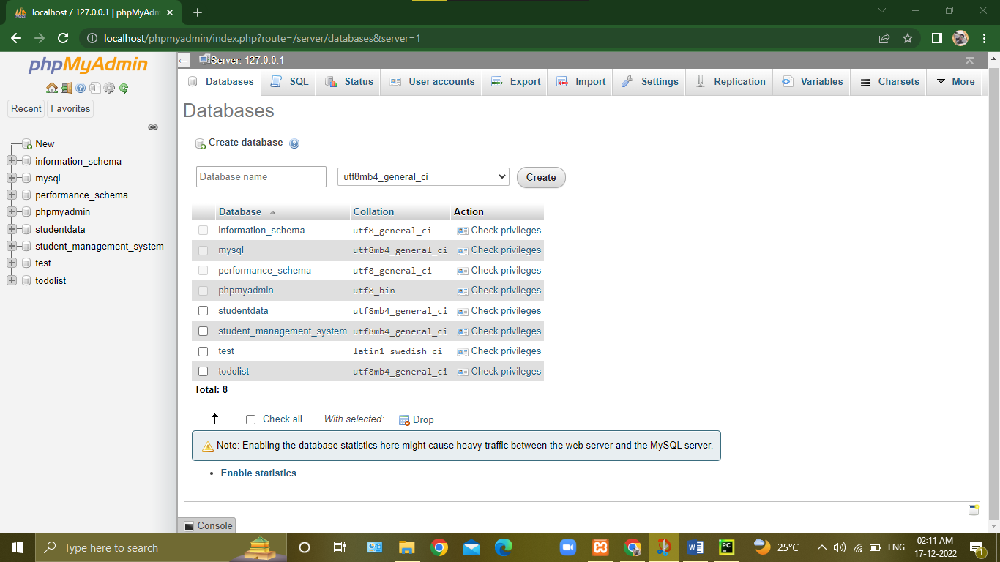 localhost / 127.0.0.1 | phpMyAdm
localhost/phpmyadmin/index.php?route=/server/databases&server=1
phpMyAdmin
Recent
Favorites
New
information_schema
mysql
performance_schema
phpmyadmin
studentdata
student_management_system
test
todolist
Server: 127.0.0.1
Databases SQL Status User accounts Export Import Settings Replication Variables Charsets More
Databases
Create database
Database name utf8mb4_general_ci Create
Database Collation Action
information_schema utf8_general_ci Check privileges
mysql utf8mb4_general_ci Check privileges
performance_schema utf8_general_ci Check privileges
phpmyadmin utf8_bin Check privileges
studentdata utf8mb4_general_ci Check privileges
student_management_system utf8mb4_general_ci Check privileges
test latin1_swedish_ci Check privileges
todolist utf8mb4_general_ci Check privileges
Total: 8
Check all With selected: Drop
Note: Enabling the database statistics here might cause heavy traffic between the web server and the MySQL server.
Enable statistics
Console
Type here to search
W
PC
25°C
ENG
02:11 AM
17-12-2022
1